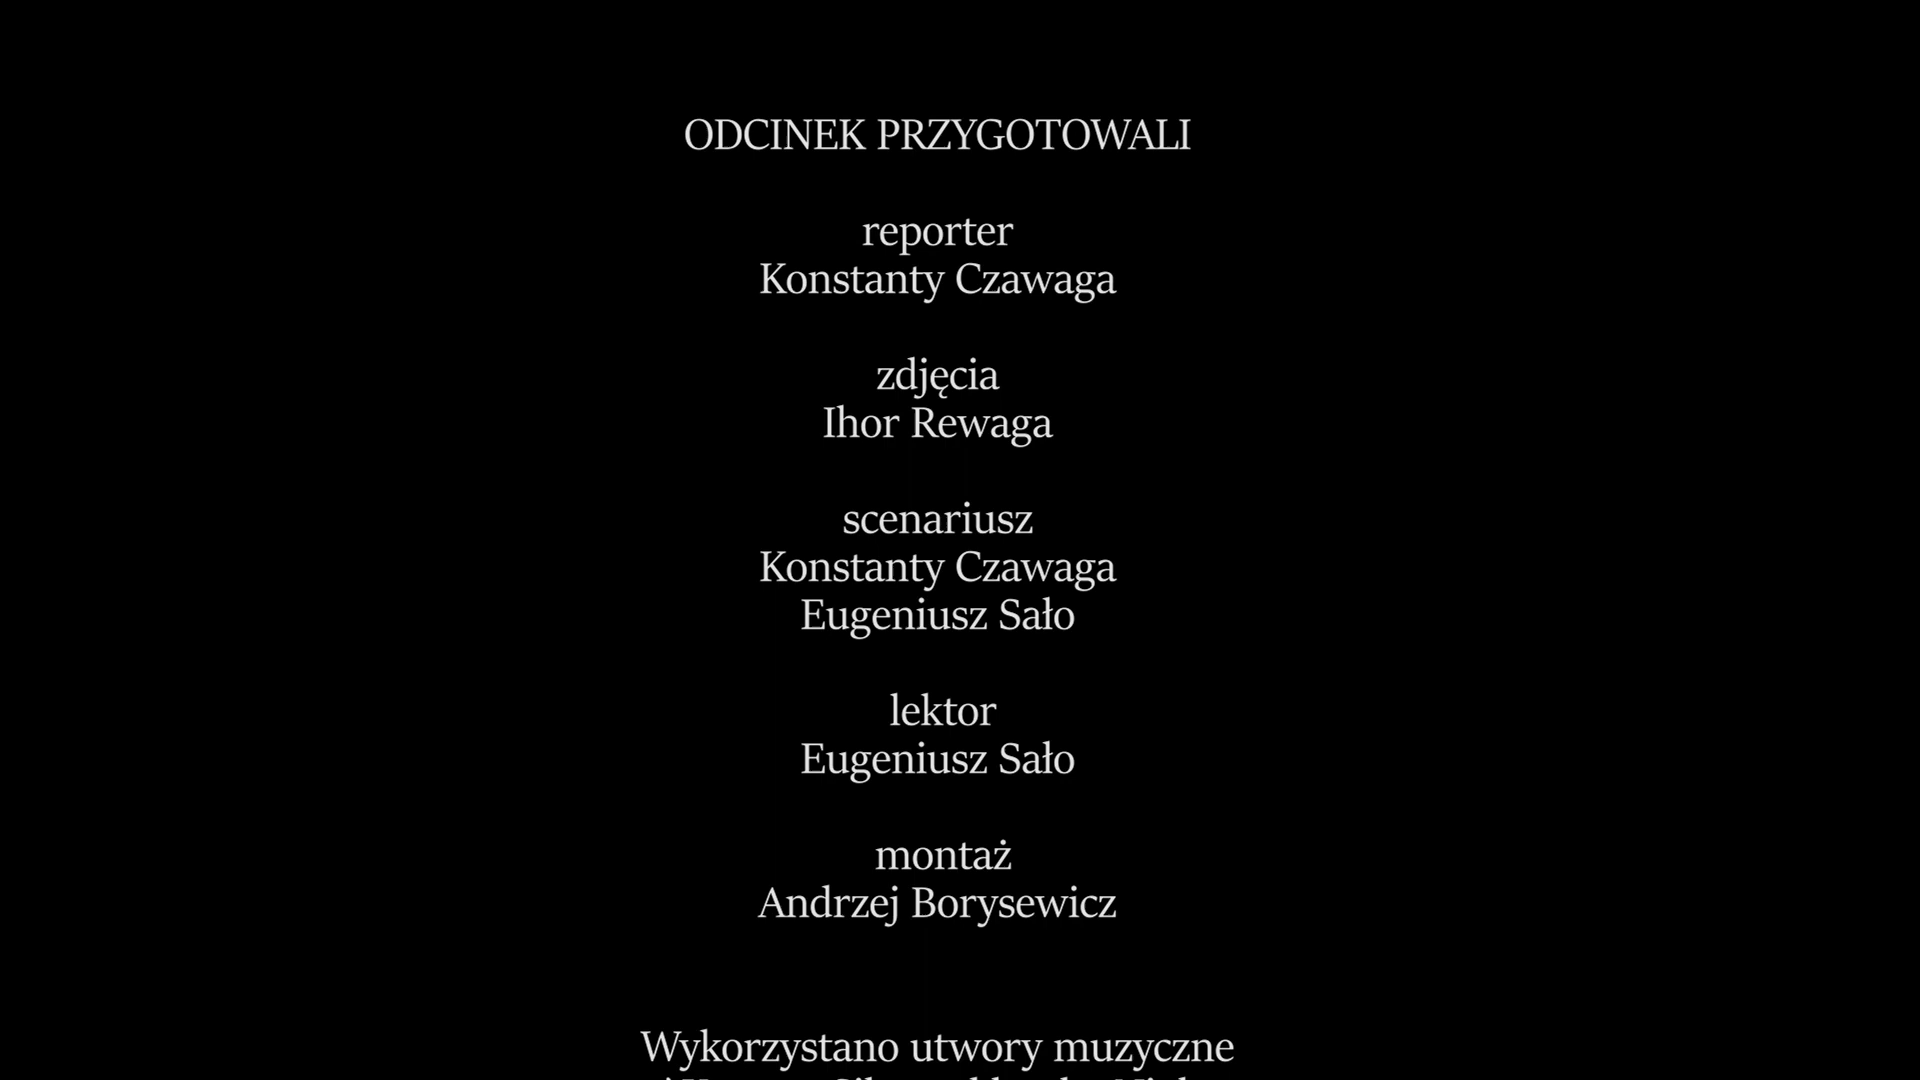 ODCINEK PRZYGOTOWALI
reporter
Konstanty Czawaga
zdjęcia
Ihor Rewaga
scenariusz
Konstanty Czawaga
Eugeniusz Sało
lektor
Eugeniusz Sało
montaż
Andrzej Borysewicz
Wykorzystano utwory muzyczne